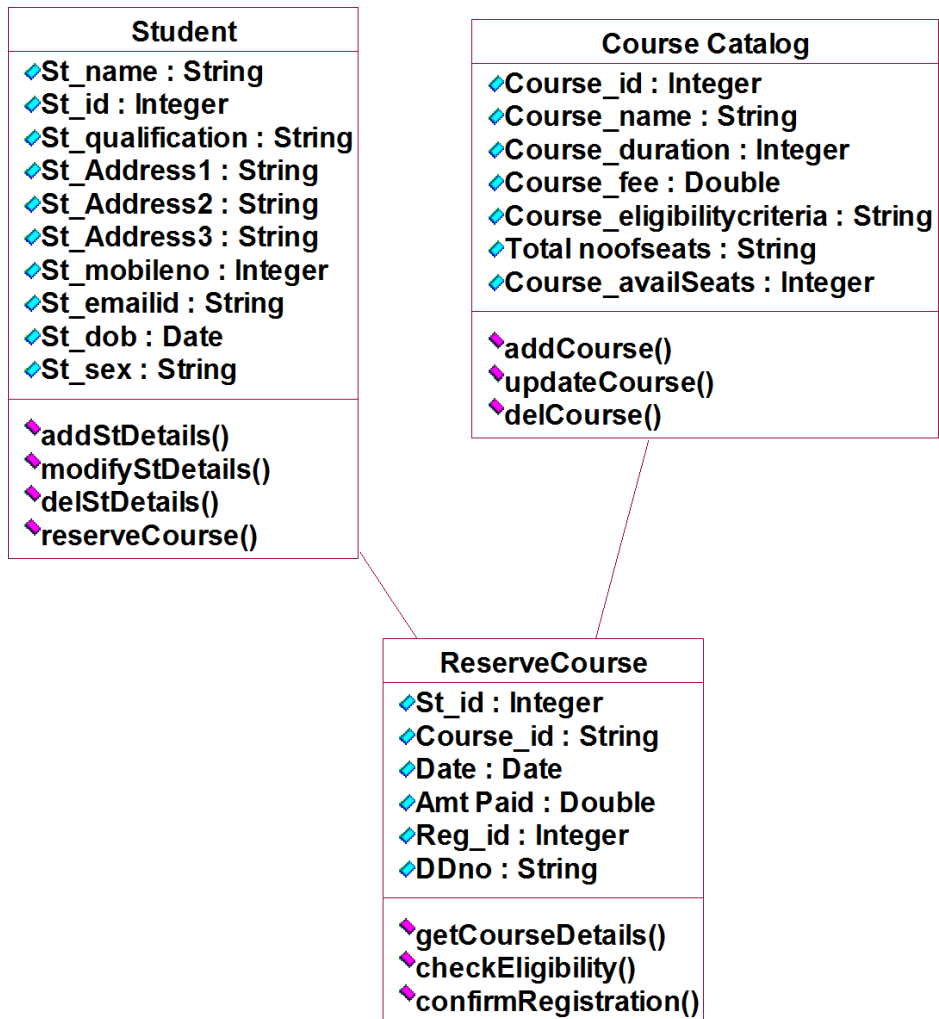 Student
St_name : String
St_id : Integer
St_qualification : String
St_Address1 : String
St_Address2 : String
St_Address3 : String
St_mobileno : Integer
St_emailid : String
St_dob : Date
St_sex : String
addStDetails()
modifyStDetails()
delStDetails()
reserveCourse()
Course Catalog
Course_id : Integer
Course_name : String
Course_duration : Integer
Course_fee : Double
Course_eligibilitycriteria : String
Total noofseats : String
Course_availSeats : Integer
addCourse()
updateCourse()
delCourse()
ReserveCourse
St_id : Integer
Course_id : String
Date : Date
Amt Paid : Double
Reg_id : Integer
DDno : String
getCourseDetails()
checkEligibility()
confirmRegistration()